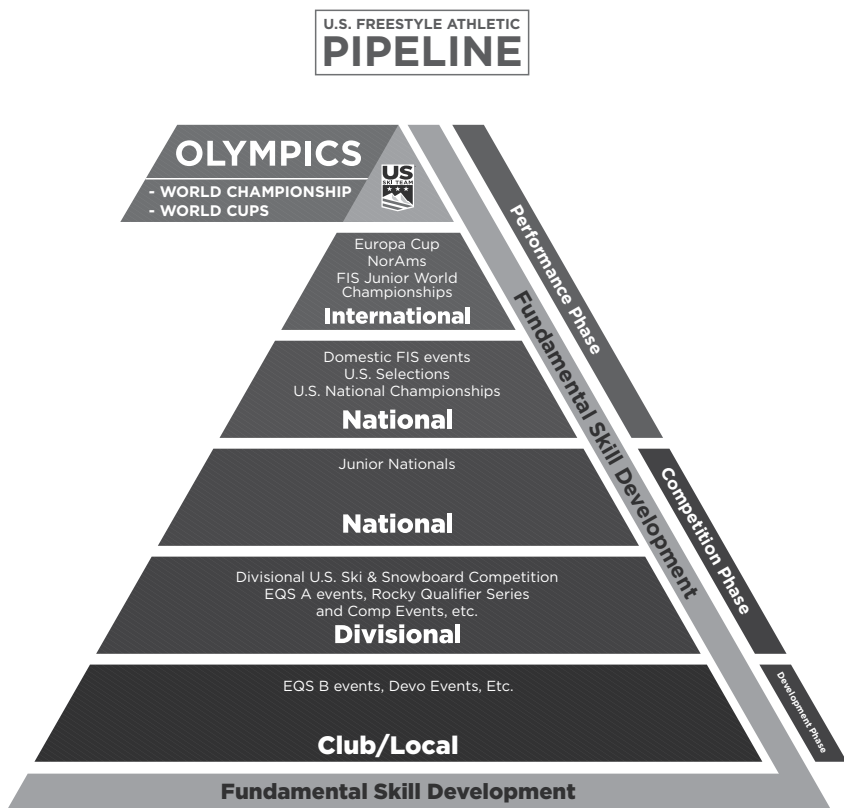 U.S. FREESTYLE ATHLETIC
PIPELINE
OLYMPICS
- WORLD CHAMPIONSHIP
- WORLD CUPS
US
SKI TEAM
Europa Cup
NorAms
FIS Junior World
Championships
International
Domestic FIS events
U.S. Selections
U.S. National Championships
National
Junior Nationals
National
Divisional U.S. Ski & Snowboard Competition
EQS A events, Rocky Qualifier Series
and Comp Events, etc.
Divisional
EQS B events, Devo Events, Etc.
Club/Local
Fundamental Skill Development
Fundamental Skill Development
Performance Phase
Competition Phase
Development Phase